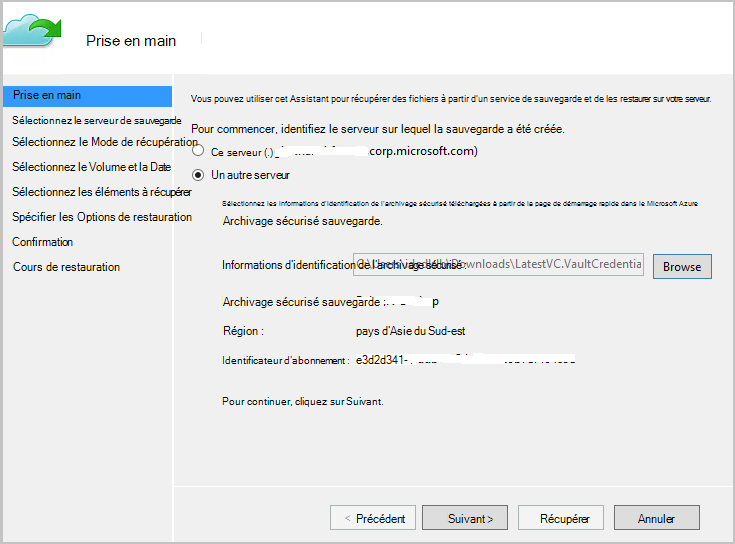 Prise en main
Prise en main
Sélectionnez le serveur de sauvegarde
Sélectionnez le Mode de récupération
Sélectionnez le Volume et la Date
Sélectionnez les éléments à récupérer
Spécifier les Options de restauration
Confirmation
Cours de restauration
Vous pouvez utiliser cet Assistant pour récupérer des fichiers à partir d'un service de sauvegarde et de les restaurer sur votre serveur.
Pour commencer, identifiez le serveur sur lequel la sauvegarde a été créée.
Ce serveur (.) corp.microsoft.com)
Un autre serveur
Sélectionnez les Informations d'identification de l'archivage sécurisé téléchargées à partir de la page de démarrage rapide dans le Microsoft Azure
Archivage sécurisé sauvegarde.
Informations d'identification de l'archivage sécurisé : Downloads\LatestVC.VaultCredentia
Browse
Archivage sécurisé sauvegarde : p
Région : pays d'Asie du Sud-est
Identificateur d'abonnement : e3d2d341-
Pour continuer, cliquez sur Suivant.
< Précédent
Suivant >
Récupérer
Annuler